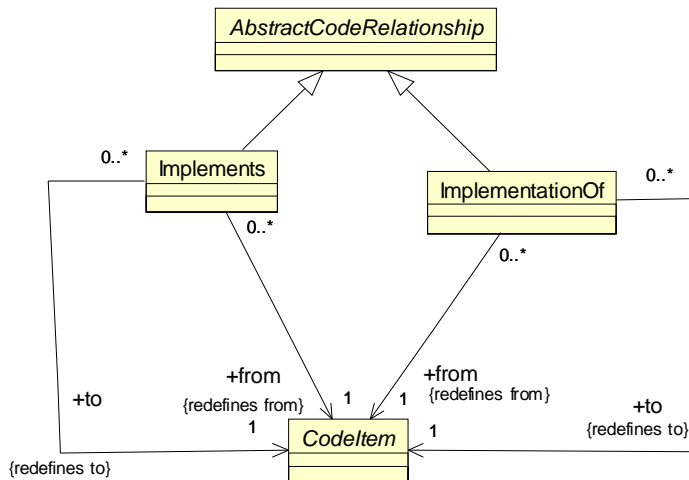 AbstractCodeRelationship
0..*
Implements
0..*
ImplementationOf
0..*
0..*
+from
{redefines from}
1
+from
{redefines from}
1
+to
{redefines to}
1
CodeItem
1
+to
{redefines to}